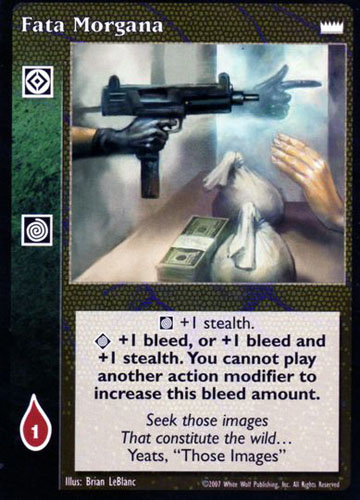 Fata Morgana
+1 stealth.
+1 bleed, or +1 bleed and
+1 stealth. You cannot play
another action modifier to
increase this bleed amount.
Seek those images
That constitute the wild...
Yeats, “Those Images”
1
Illus: Brian LeBlanc ©2007 White Wolf Publishing, Inc. All Rights Reserved